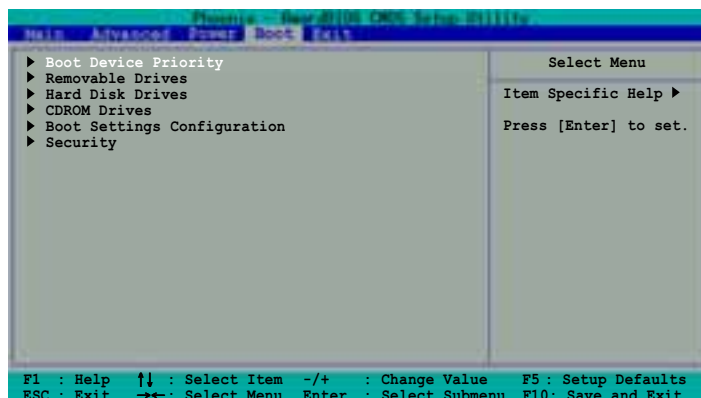 Phoenix - AwardBIOS CMOS Setup Utility
Main Advanced Power Boot Exit
▶ Boot Device Priority
▶ Removable Drives
▶ Hard Disk Drives
▶ CDROM Drives
▶ Boot Settings Configuration
▶ Security
Select Menu
Item Specific Help ▶
Press [Enter] to set.
F1 : Help ↑↓ : Select Item -/+ : Change Value F5 : Setup Defaults
ESC : Exit →← : Select Menu Enter : Select Submenu F10: Save and Exit